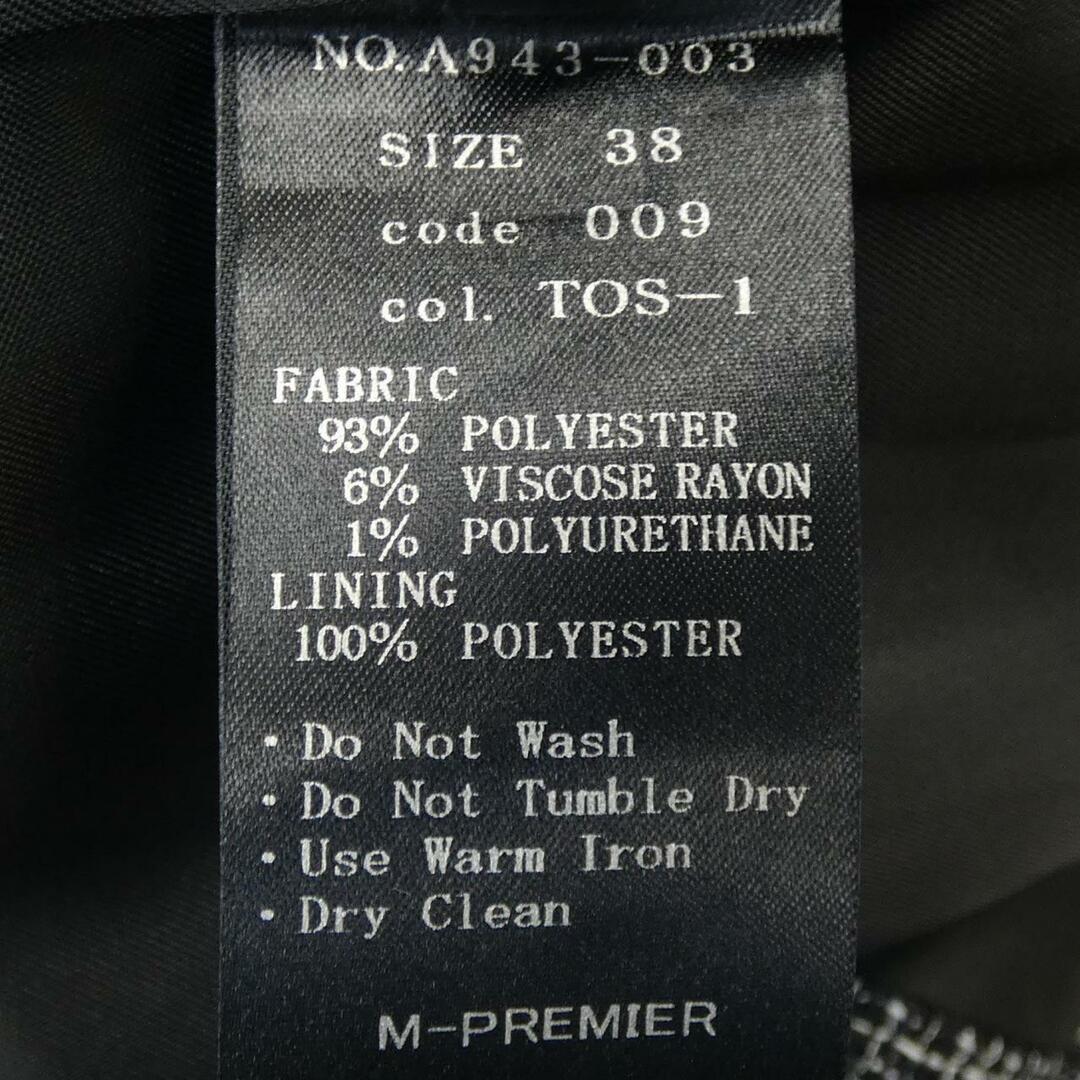 NO.A943-003
SIZE 38
code 009
col. TOS-1
FABRIC
93% POLYESTER
6% VISCOSE RAYON
1% POLYURETHANE
LINING
100% POLYESTER
・Do Not Wash
・Do Not Tumble Dry
・Use Warm Iron
・Dry Clean
M-PREMIER